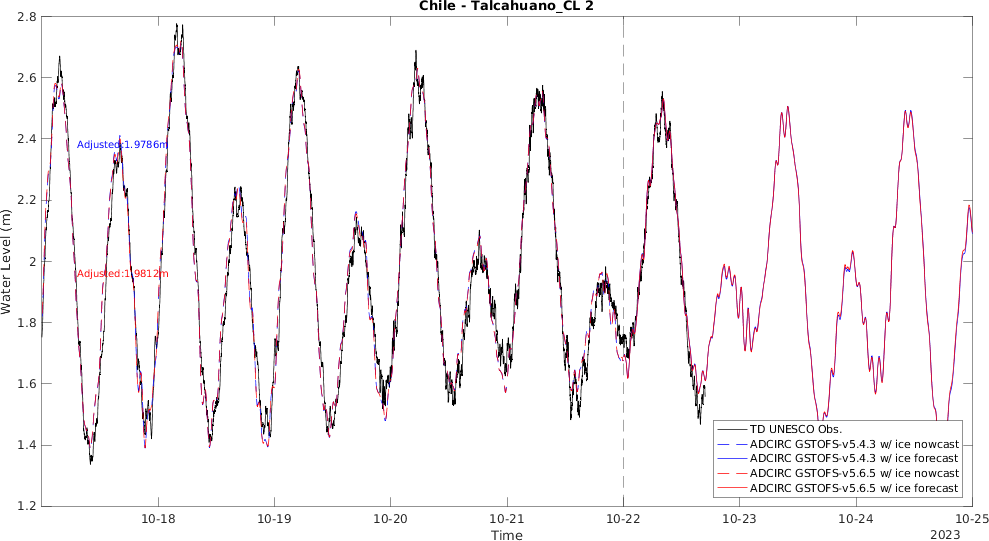 Chile - Talcahuano_CL 2
2.8
2.6
2.4
2.2
2
1.8
1.6
1.4
1.2
Water Level (m)
Adjusted:1.9786m
Adjusted:1.9812m
TD UNESCO Obs.
ADCIRC GSTOFS-v5.4.3 w/ ice nowcast
ADCIRC GSTOFS-v5.4.3 w/ ice forecast
ADCIRC GSTOFS-v5.6.5 w/ ice nowcast
ADCIRC GSTOFS-v5.6.5 w/ ice forecast
10-18 10-19 10-20 10-21 10-22 10-23 10-24 10-25
Time
2023